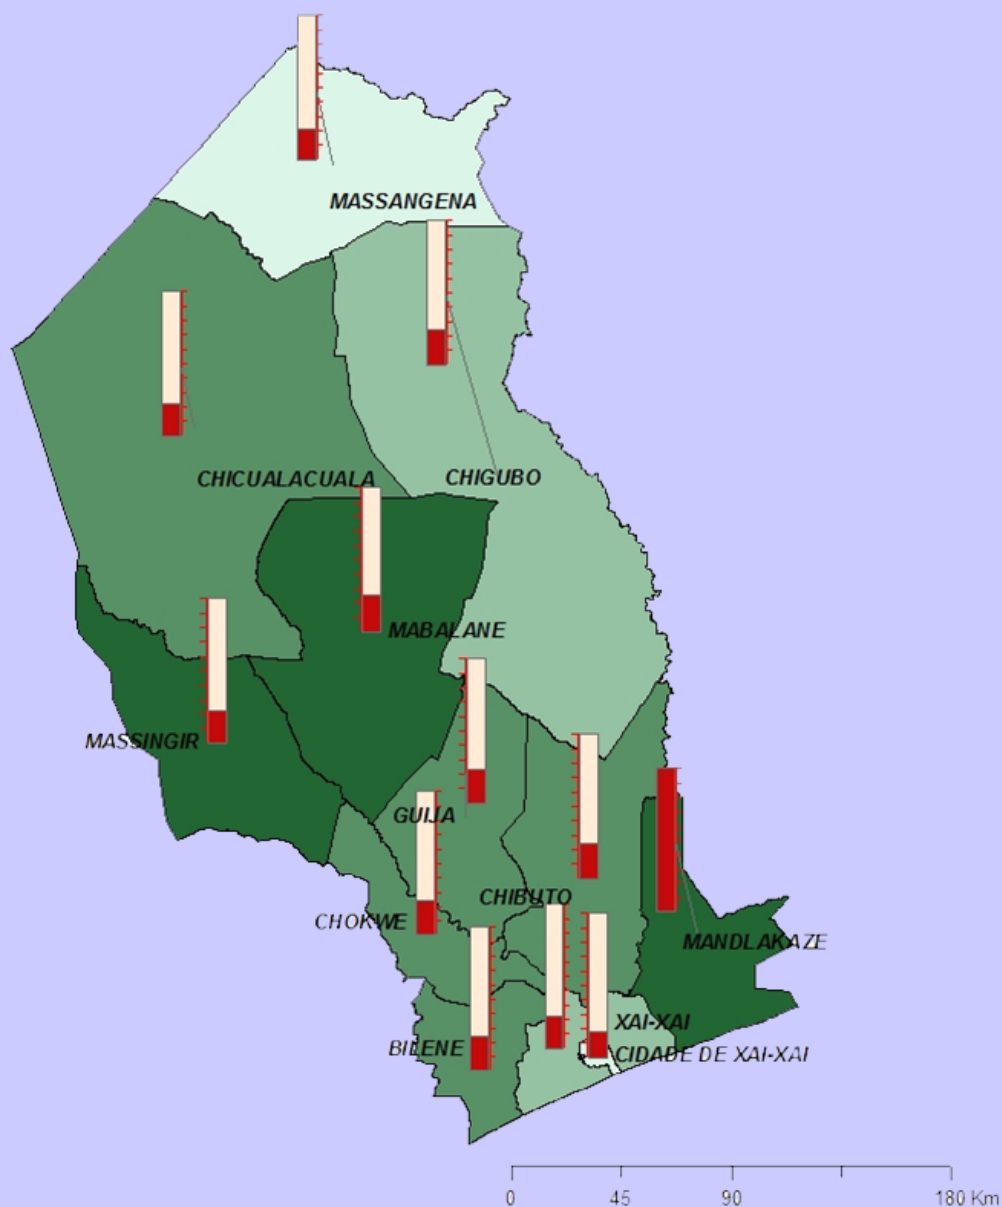 MASSANGENA
CHICUALACUALA
CHIGUBO
MABALANE
MASSINGIR
GUIJA
CHIBUTO
CHOKWE
MANDLAKAZE
XAI-XAI
BILENE
CIDADE DE XAI-XAI
0 45 90 180 Km